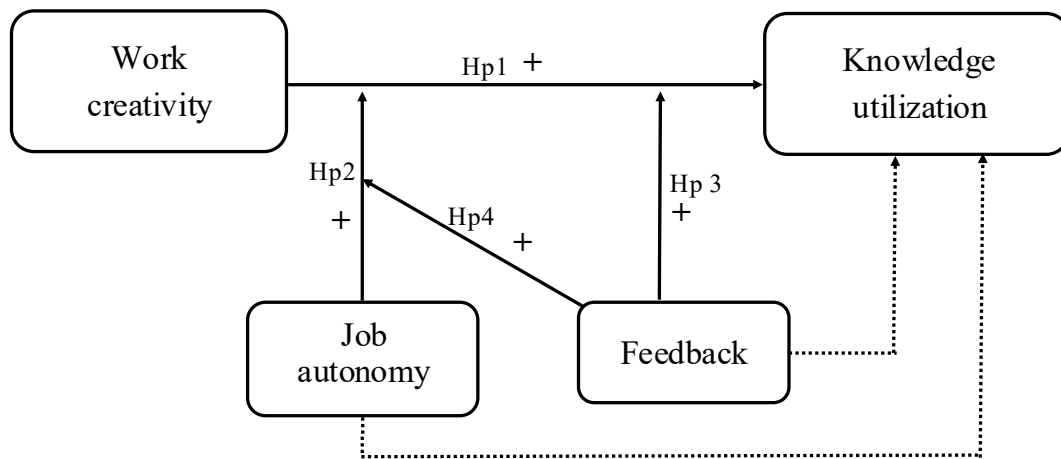 Work
creativity
Hp1 +
Knowledge
utilization
Hp2
+
Hp4
+
Hp 3
+
Job
autonomy
Feedback